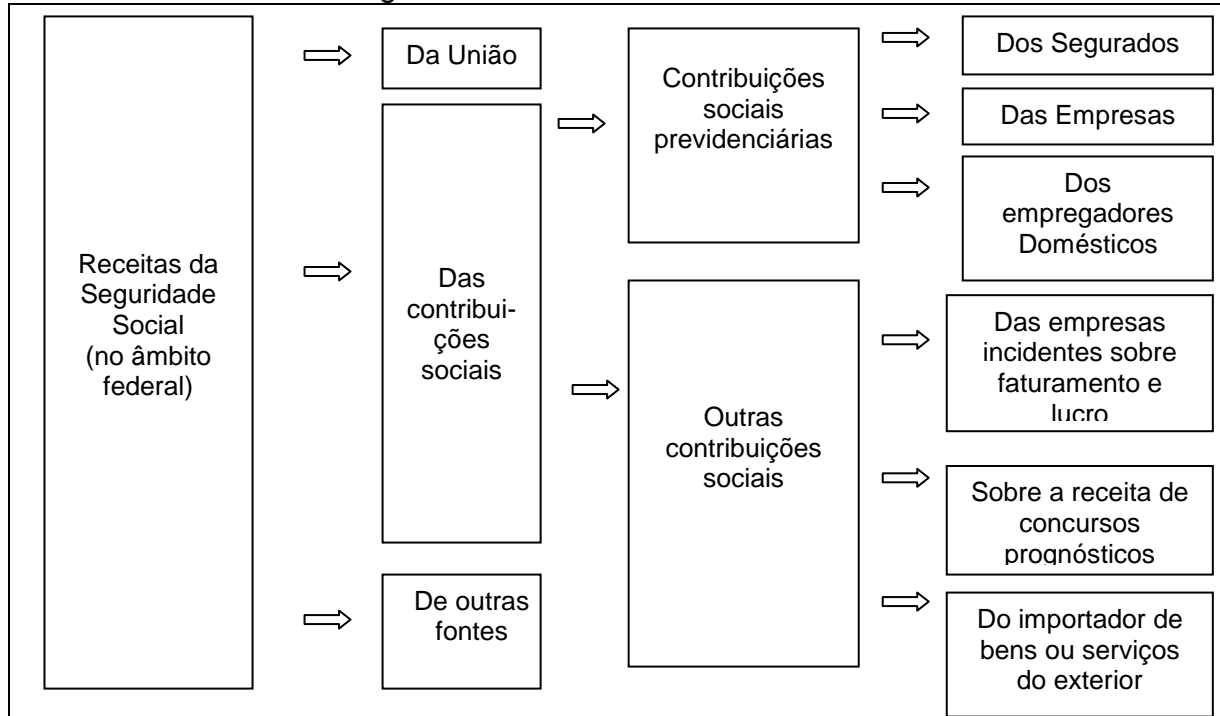 Receitas da
Seguridade
Social
(no âmbito
federal)
Da União
Das
contribui-
ções
sociais
De outras
fontes
Contribuições
sociais
previdenciárias
Outras
contribuições
sociais
Dos Segurados
Das Empresas
Dos
empregadores
Domésticos
Das empresas
incidentes sobre
faturamento e
lucro
Sobre a receita de
concursos
prognósticos
Do importador de
bens ou serviços
do exterior